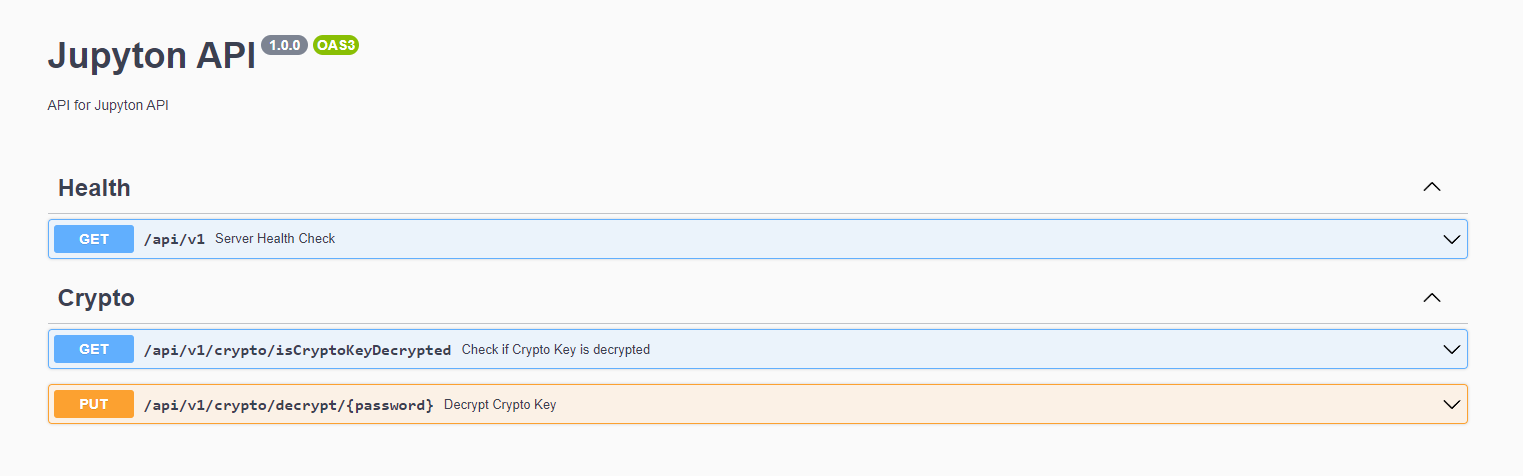 Jupyton API 1.0.0 OAS3
API for Jupyton API
Health
GET /api/v1 Server Health Check
Crypto
GET /api/v1/crypto/isCryptoKeyDecrypted Check if Crypto Key is decrypted
PUT /api/v1/crypto/decrypt/{password} Decrypt Crypto Key